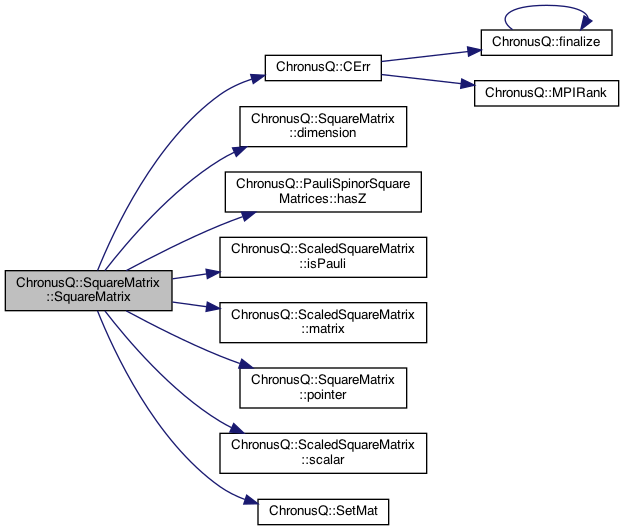 ChronusQ::SquareMatrix
::SquareMatrix
ChronusQ::CErr
ChronusQ::finalize
ChronusQ::MPIRank
ChronusQ::SquareMatrix
::dimension
ChronusQ::PauliSpinorSquare
Matrices::hasZ
ChronusQ::ScaledSquareMatrix
::isPauli
ChronusQ::ScaledSquareMatrix
::matrix
ChronusQ::SquareMatrix
::pointer
ChronusQ::ScaledSquareMatrix
::scalar
ChronusQ::SetMat